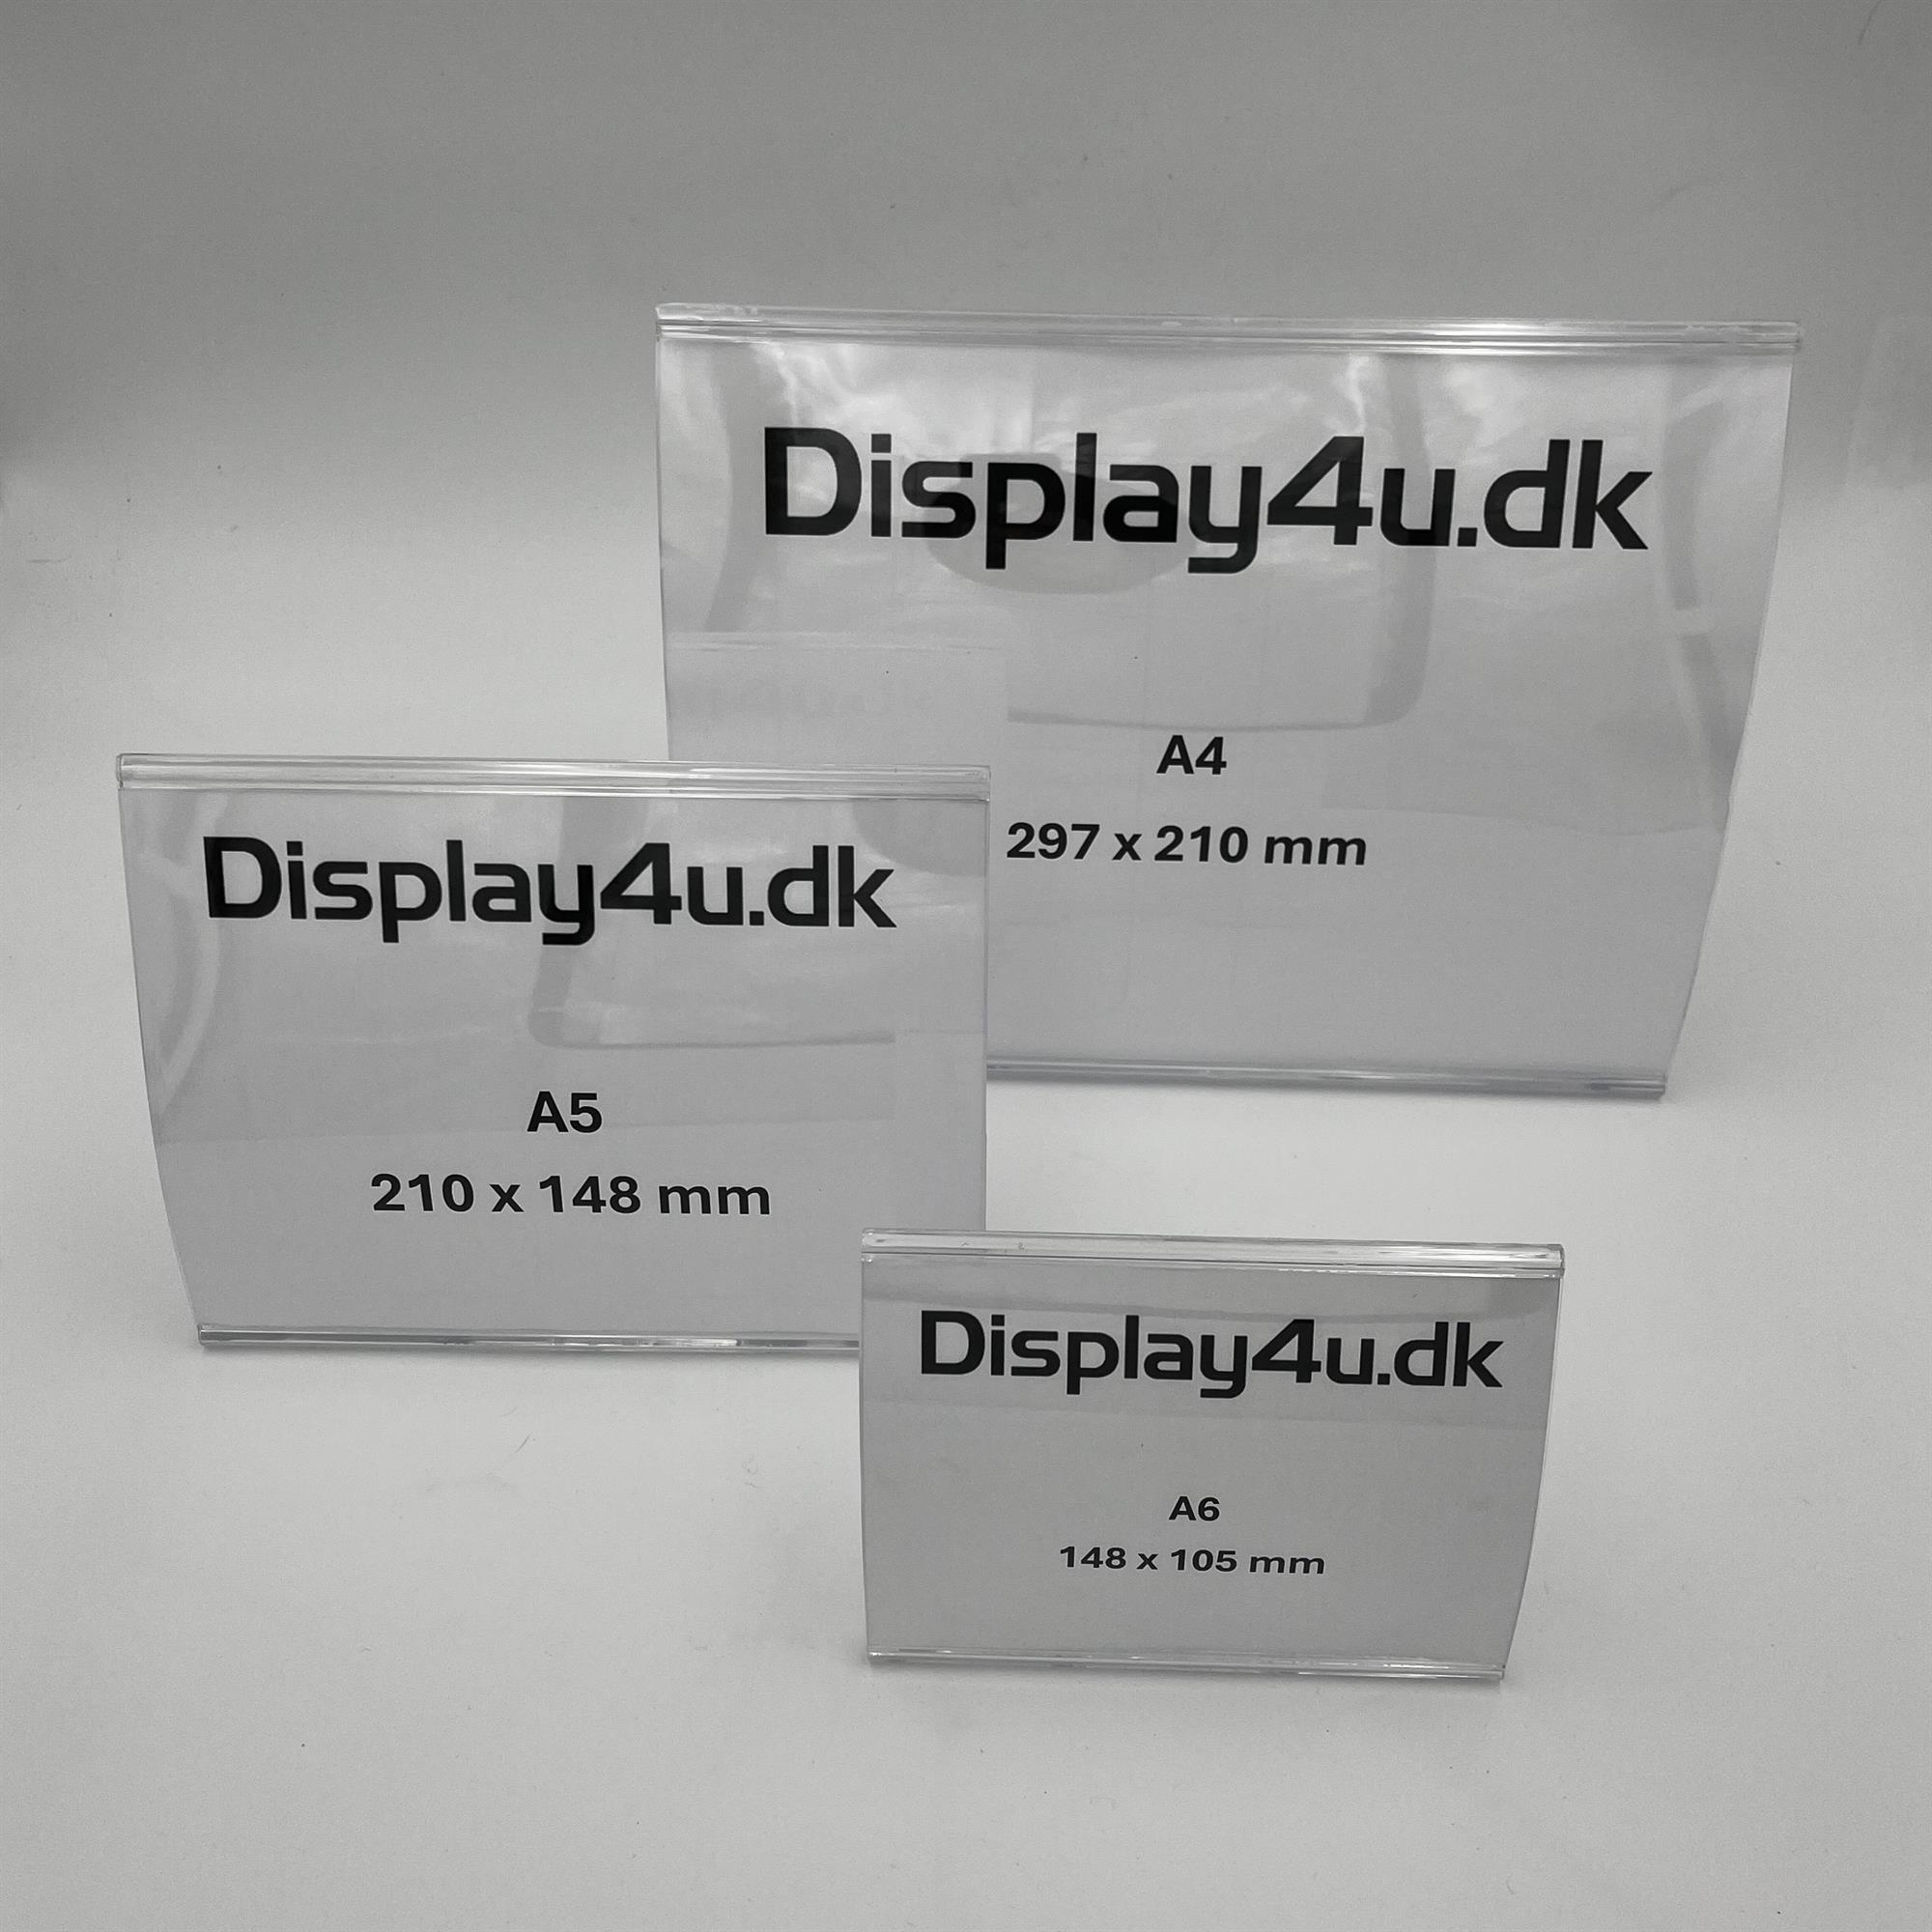 Display4u.dk
A4
297 x 210 mm
Display4u.dk
A5
210 x 148 mm
Display4u.dk
A6
148 x 105 mm